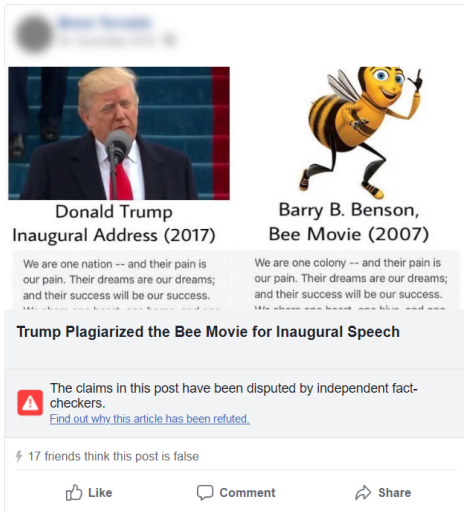 Donald Trump
Inaugural Address (2017)
We are one nation -- and their pain is
our pain. Their dreams are our dreams;
and their success will be our success.
Barry B. Benson,
Bee Movie (2007)
We are one colony -- and their pain is
our pain. Their dreams are our dreams;
and their success will be our success.
Trump Plagiarized the Bee Movie for Inaugural Speech
The claims in this post have been disputed by independent fact-
checkers.
Find out why this article has been refuted.
17 friends think this post is false
Like
Comment
Share